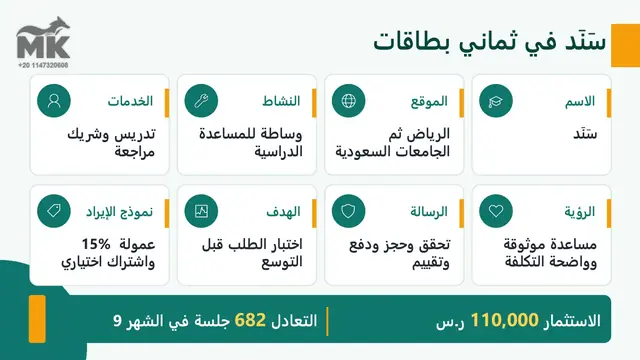 MK
+20 1147320608
سَنَد في ثماني بطاقات
الاسم
سَنَد
الموقع
الرياض ثم
الجامعات السعودية
النشاط
وساطة للمساعدة
الدراسية
الخدمات
تدريس وشريك
مراجعة
الرؤية
مساعدة موثوقة
وواضحة التكلفة
الرسالة
تحقق وحجز ودفع
وتقييم
الهدف
اختبار الطلب قبل
التوسع
نموذج الإيراد
عمولة 15%
واشتراك اختياري
الاستثمار 110,000 ر.س
التعادل 682 جلسة في الشهر 9